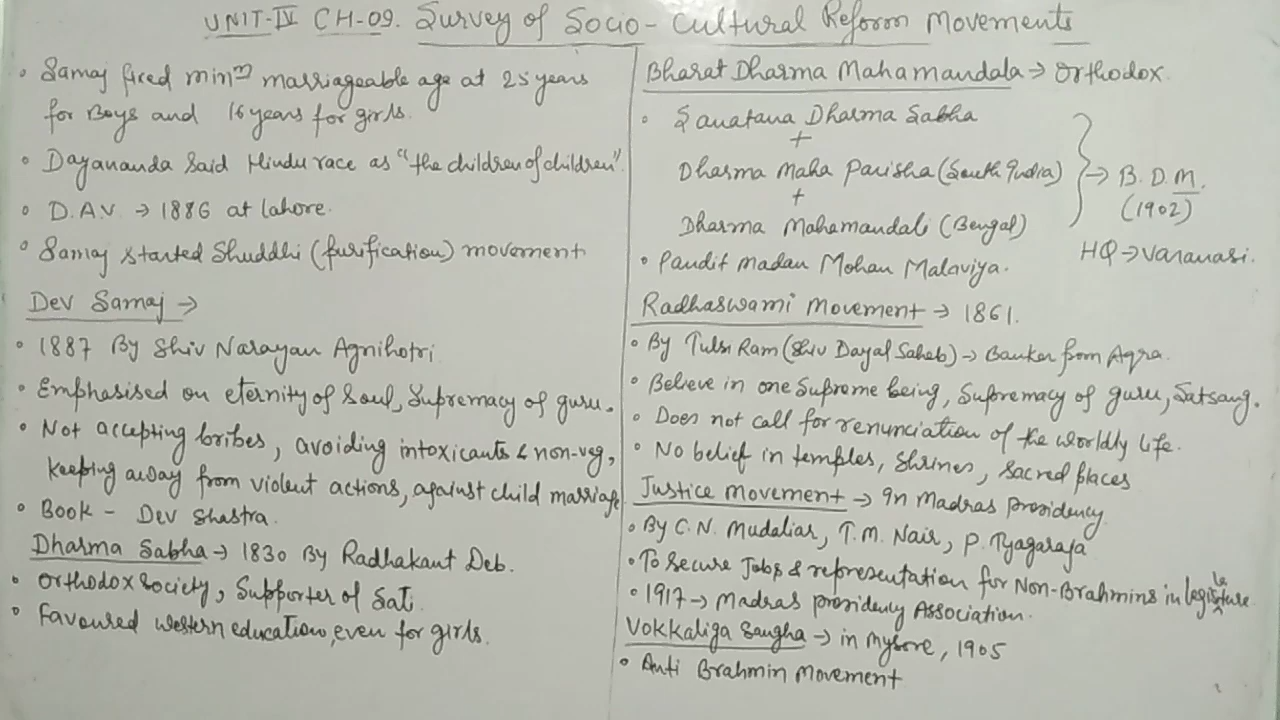 UNIT-IV CH-09. Survey of Socio-Cultural Reform Movements
• Samaj fixed minm marriageable age at 25 years
for Boys and 16 years for girls.
• Dayananda said Hindu race as "the children of children"
• D.A.V. → 1886 at lahore.
• Samaj started Shuddhi (purification) movement
Dev Samaj →
• 1887 By Shiv Narayan Agnihotri
• Emphasised on eternity of Soul, Supremacy of guru.
• Not accepting bribes, avoiding intoxicants & non-veg,
keeping away from violent actions, against child marriage
• Book - Dev Shastra.
Dharma Sabha → 1830 By Radhakant Deb.
• Orthodox society, Supporter of Sati
• Favoured western education, even for girls.
Bharat Dharma Mahamandala → Orthodox.
• Sanatana Dharma Sabha
+
Dharma Maha Parisha (South India)
+
Dharma Mahamandali (Bengal)
→ B.D.M.
(1902)
HQ → Varanasi.
• Pandit Madan Mohan Malaviya.
Radhaswami Movement → 1861.
• By Tulsi Ram (Shiv Dayal Saheb) → Banker from Agra.
• Believe in one Supreme being, Supremacy of guru, Satsang.
• Does not call for renunciation of the worldly life.
• No belief in temples, Shrines, Sacred places
Justice Movement → In Madras presidency
• By C.N. Mudaliar, T.M. Nair, P. Tyagaraja
• To Secure Jobs & representation for Non-Brahmins in legislature.
• 1917 → Madras presidency Association.
Vokkaliga Sangha → in Mysore, 1905
• Anti Brahmin Movement